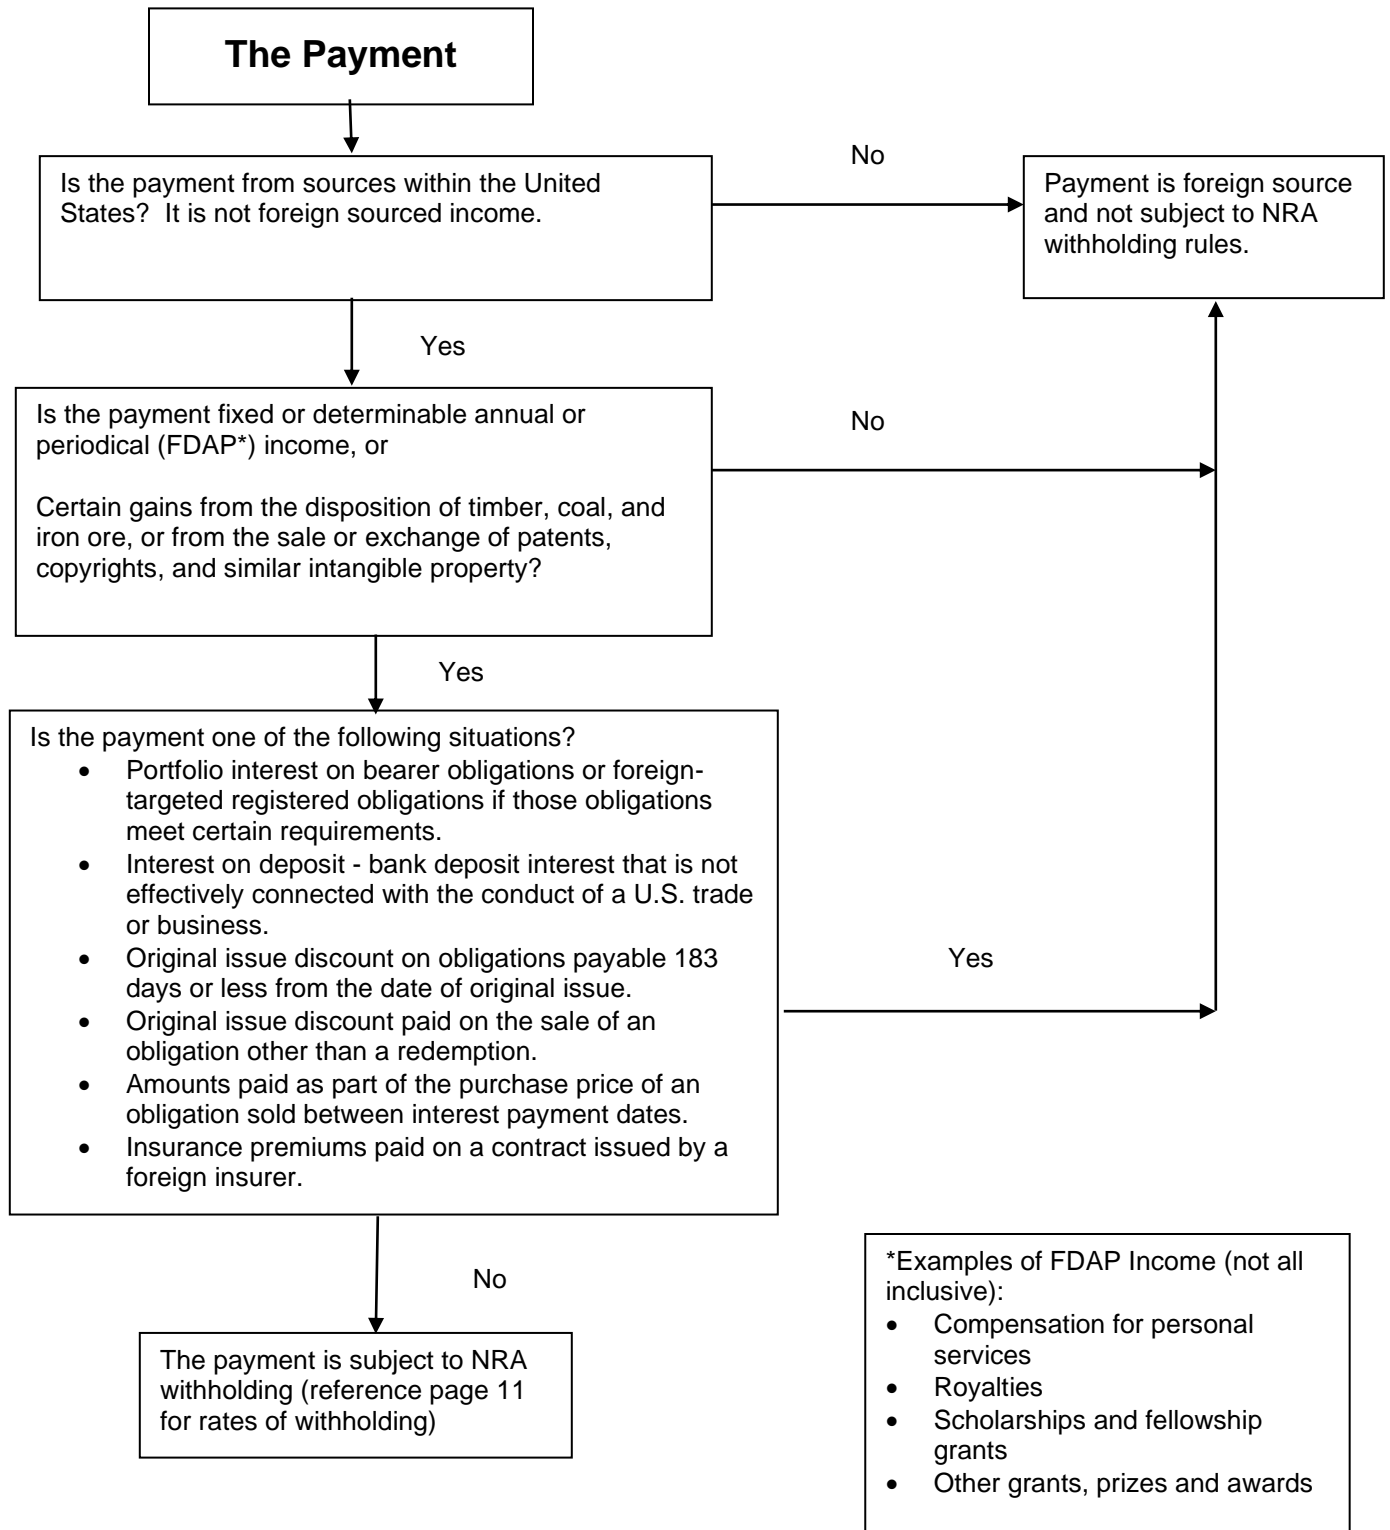 The Payment
Is the payment from sources within the United
States?  It is not foreign sourced income.
No
Payment is foreign source
and not subject to NRA
withholding rules.
Yes
Is the payment fixed or determinable annual or
periodical (FDAP*) income, or
Certain gains from the disposition of timber, coal, and
iron ore, or from the sale or exchange of patents,
copyrights, and similar intangible property?
No
Yes
Is the payment one of the following situations?
• Portfolio interest on bearer obligations or foreign-
targeted registered obligations if those obligations
meet certain requirements.
• Interest on deposit - bank deposit interest that is not
effectively connected with the conduct of a U.S. trade
or business.
• Original issue discount on obligations payable 183
days or less from the date of original issue.
• Original issue discount paid on the sale of an
obligation other than a redemption.
• Amounts paid as part of the purchase price of an
obligation sold between interest payment dates.
• Insurance premiums paid on a contract issued by a
foreign insurer.
Yes
No
The payment is subject to NRA
withholding (reference page 11
for rates of withholding)
*Examples of FDAP Income (not all
inclusive):
• Compensation for personal
services
• Royalties
• Scholarships and fellowship
grants
• Other grants, prizes and awards